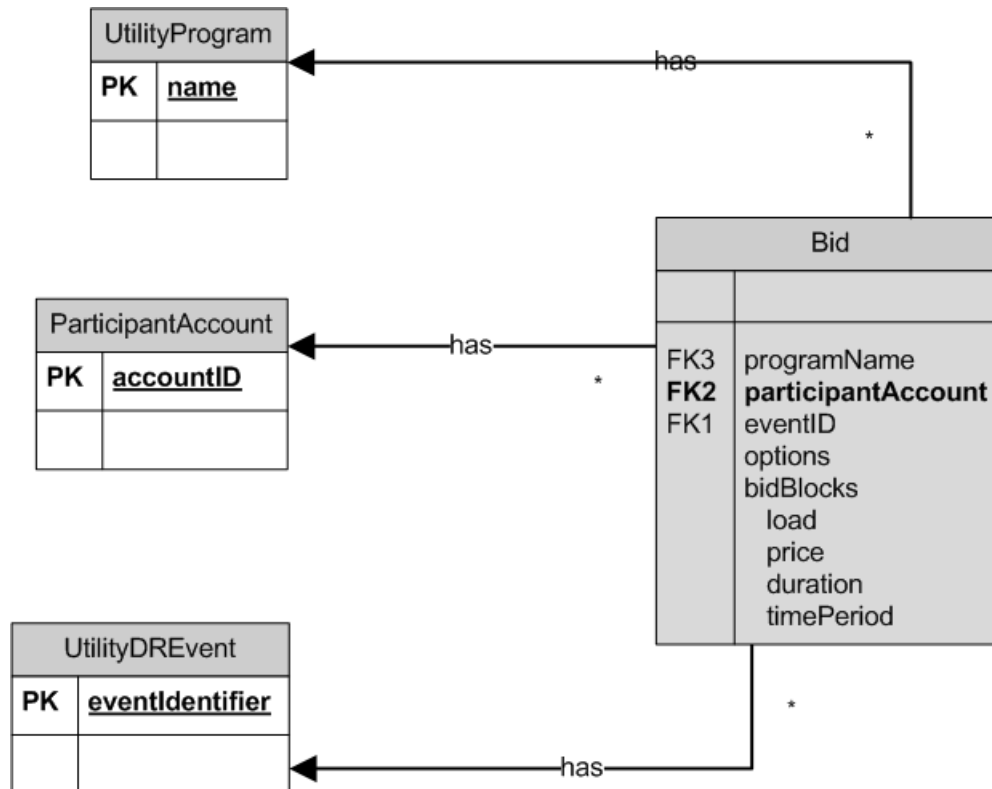 UtilityProgram
PK name
has
*
Bid
FK3 programName
FK2 participantAccount
FK1 eventID
options
bidBlocks
load
price
duration
timePeriod
ParticipantAccount
PK accountID
has
*
UtilityDREvent
PK eventIdentifier
has
*